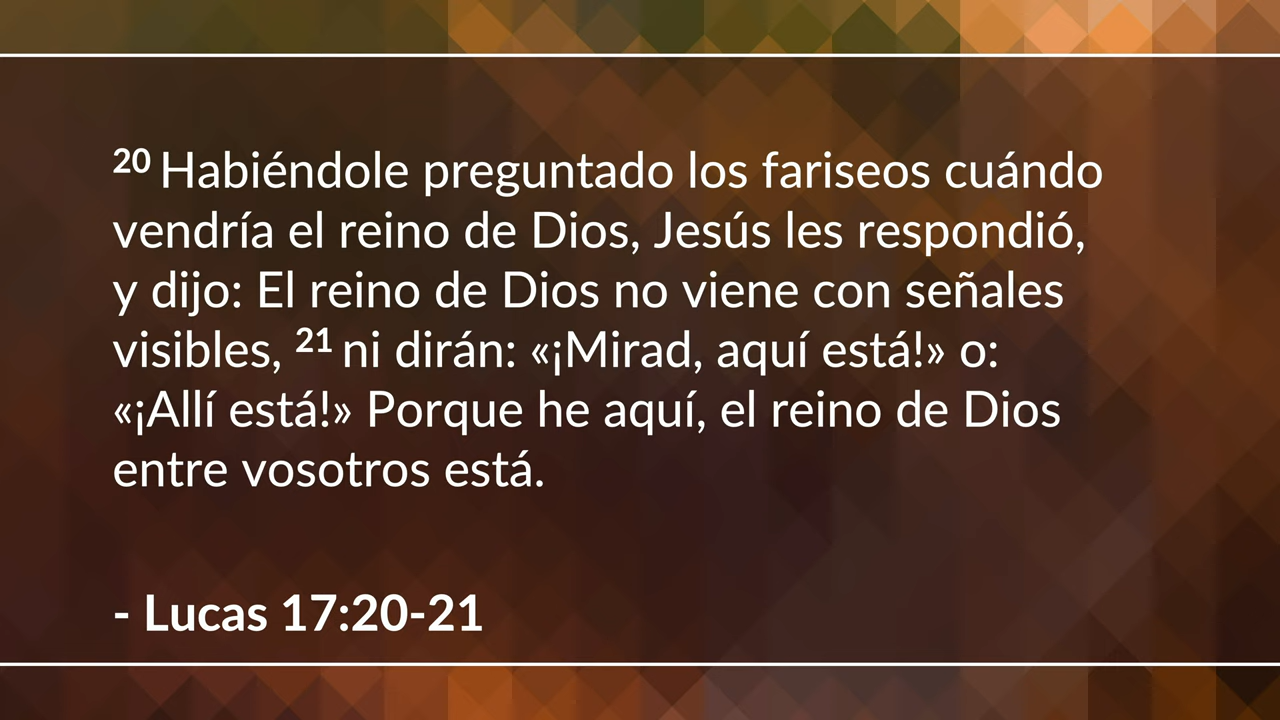 20 Habiéndole preguntado los fariseos cuándo
vendría el reino de Dios, Jesús les respondió,
y dijo: El reino de Dios no viene con señales
visibles, 21 ni dirán: «¡Mirad, aquí está!» o:
«¡Allí está!» Porque he aquí, el reino de Dios
entre vosotros está.
- Lucas 17:20-21